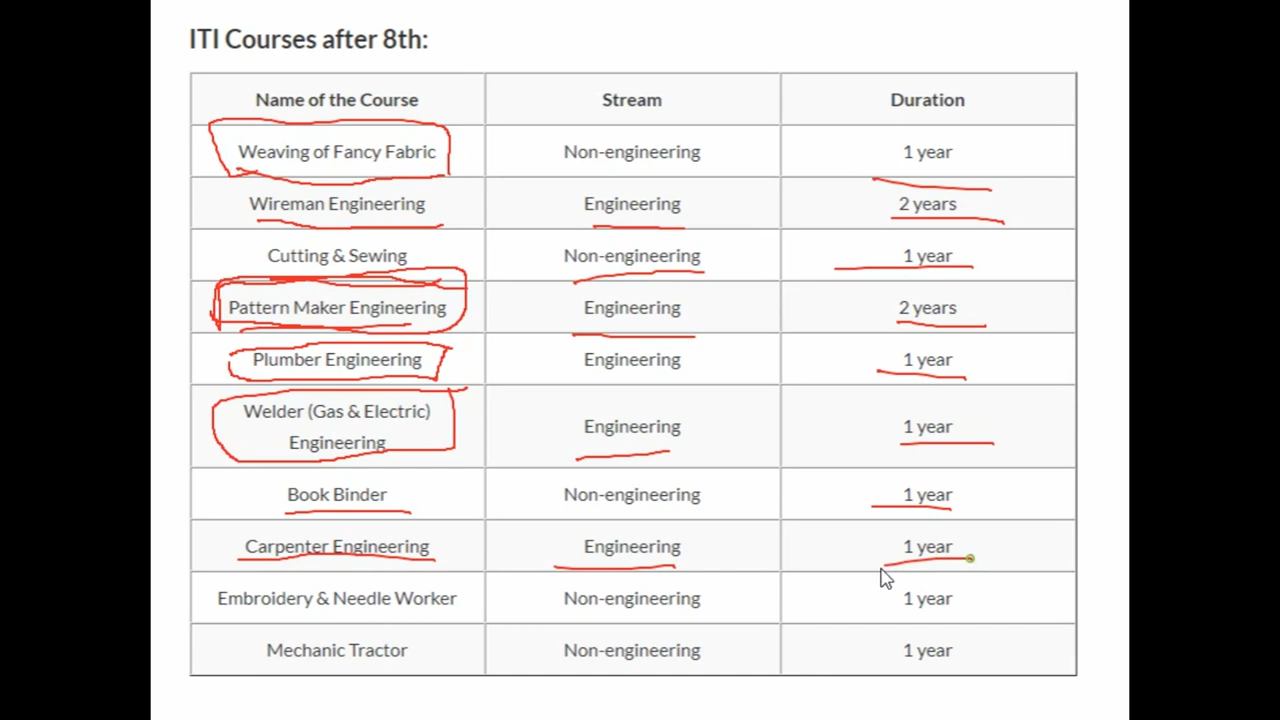 ITI Courses after 8th:
Name of the Course Stream Duration
Weaving of Fancy Fabric Non-engineering 1 year
Wireman Engineering Engineering 2 years
Cutting & Sewing Non-engineering 1 year
Pattern Maker Engineering Engineering 2 years
Plumber Engineering Engineering 1 year
Welder (Gas & Electric)
Engineering Engineering 1 year
Book Binder Non-engineering 1 year
Carpenter Engineering Engineering 1 year
Embroidery & Needle Worker Non-engineering 1 year
Mechanic Tractor Non-engineering 1 year